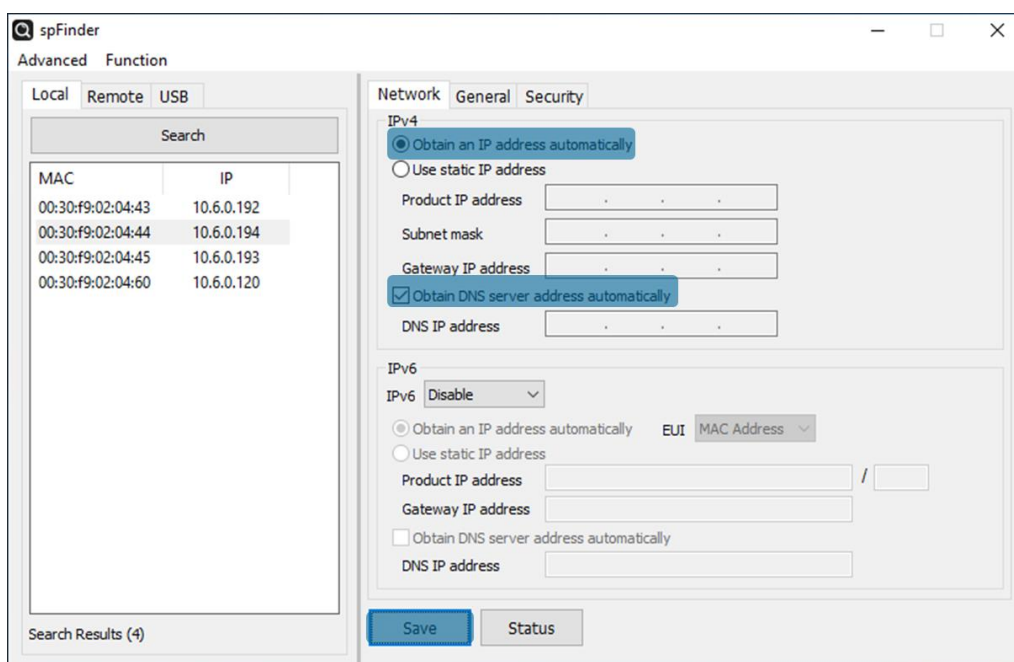 spFinder
Advanced Function
Local Remote USB
Search
MAC IP
00:30:f9:02:04:43 10.6.0.192
00:30:f9:02:04:44 10.6.0.194
00:30:f9:02:04:45 10.6.0.193
00:30:f9:02:04:60 10.6.0.120
Search Results (4)
Network General Security
IPv4
Obtain an IP address automatically
Use static IP address
Product IP address . . .
Subnet mask . . .
Gateway IP address . . .
Obtain DNS server address automatically
DNS IP address . . .
IPv6
IPv6 Disable
Obtain an IP address automatically EUI MAC Address
Use static IP address
Product IP address /
Gateway IP address
Obtain DNS server address automatically
DNS IP address
Save Status